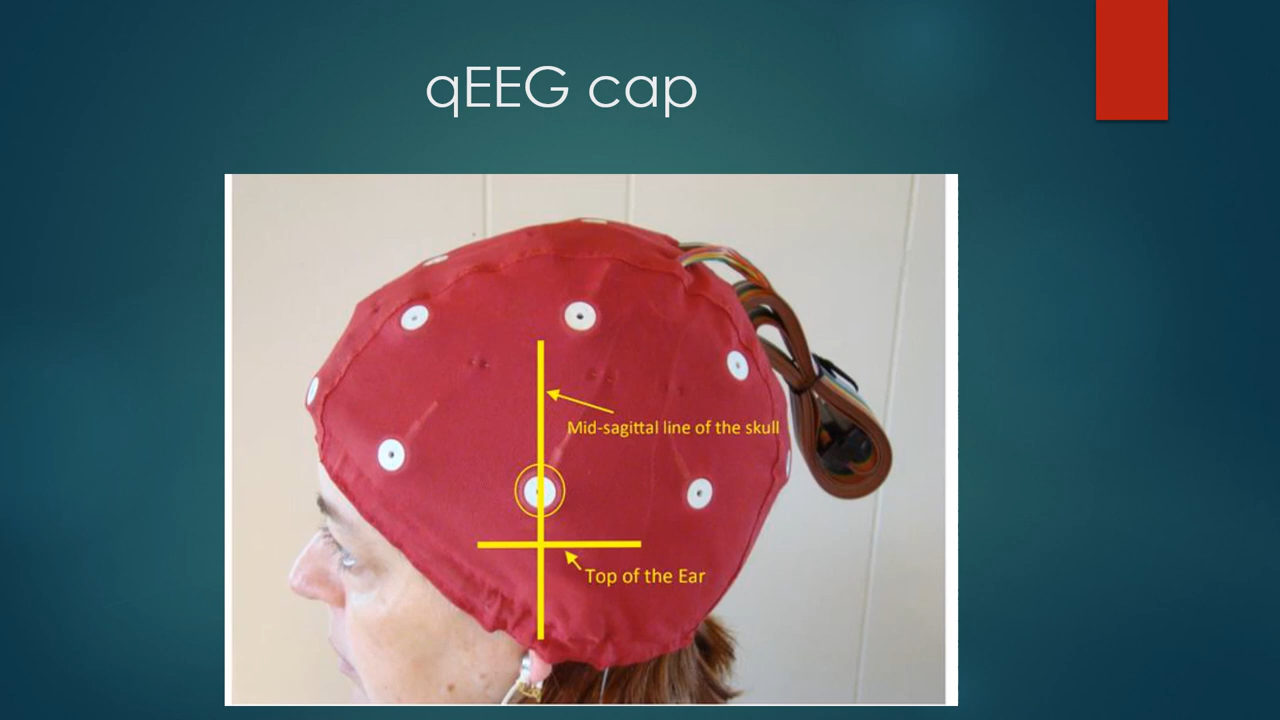 qEEG cap
Mid-sagittal line of the skull
Top of the Ear